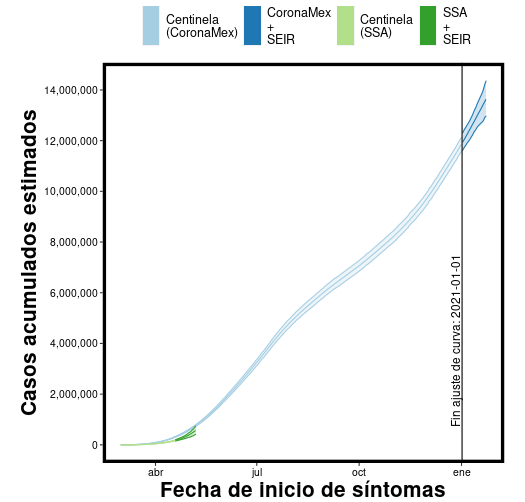 Centinela
(CoronaMex)
CoronaMex
+
SEIR
Centinela
(SSA)
SSA
+
SEIR
Casos acumulados estimados
14,000,000
12,000,000
10,000,000
8,000,000
6,000,000
4,000,000
2,000,000
0
Fin ajuste de curva: 2021-01-01
abr
jul
oct
ene
Fecha de inicio de síntomas